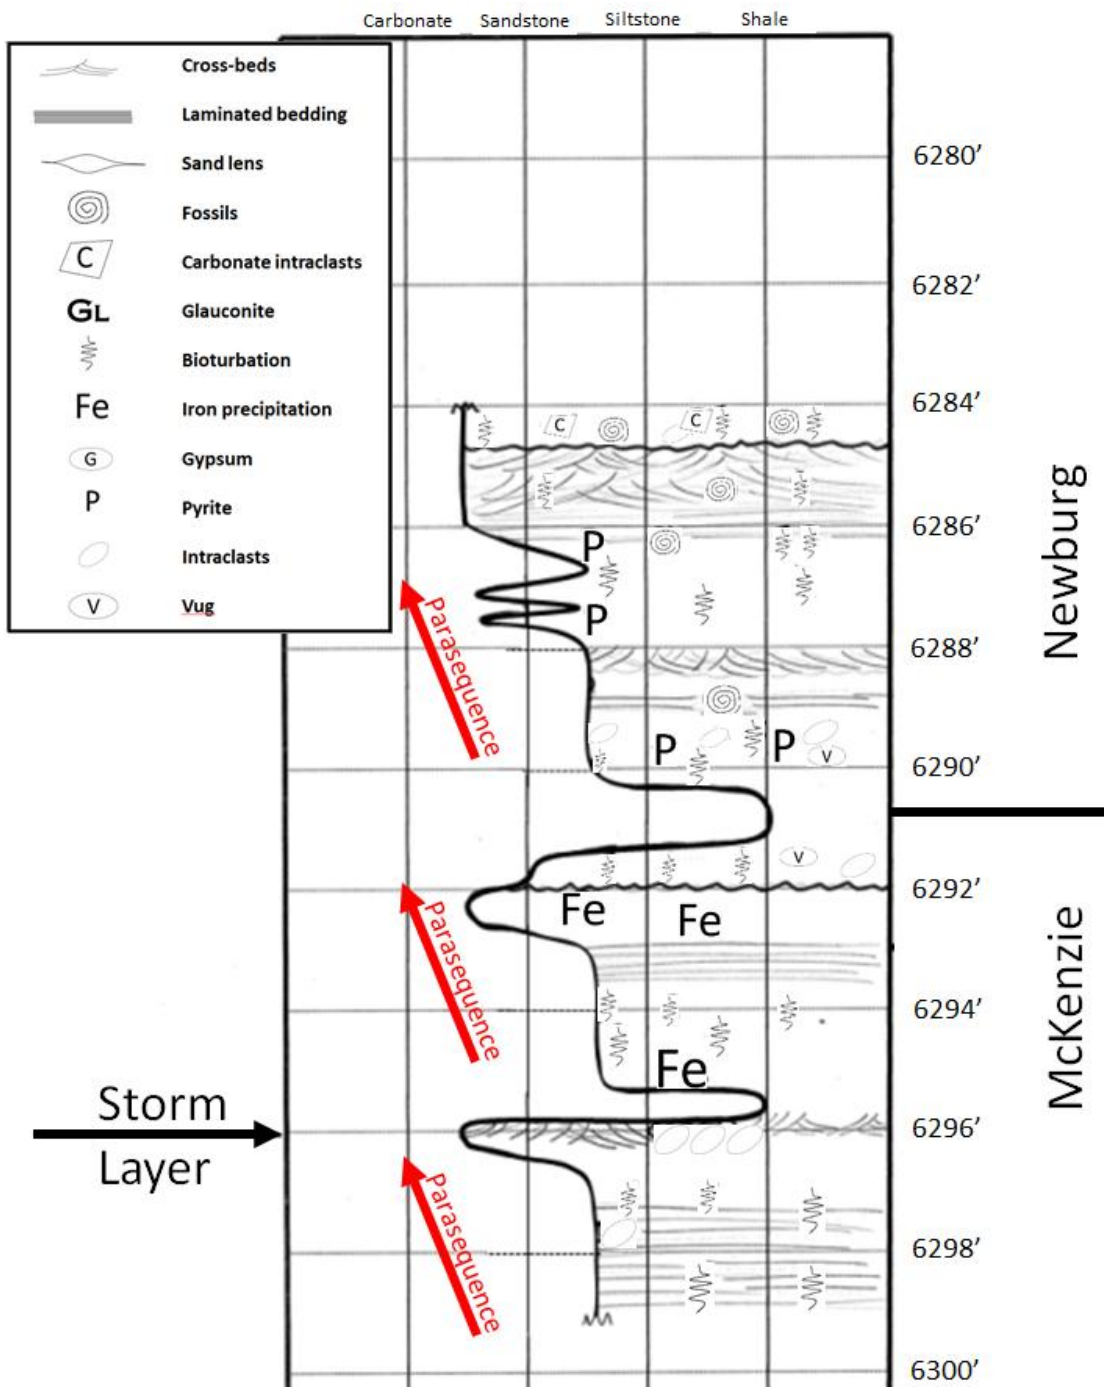 Carbonate Sandstone Siltstone Shale
Cross-beds
Laminated bedding
Sand lens
Fossils
C Carbonate intraclasts
GL Glauconite
Bioturbation
Fe Iron precipitation
G Gypsum
P Pyrite
Intraclasts
V Vug
6280'
6282'
6284'
C C
6286'
P
P
Parasequence
6288'
P P
V
6290'
Newburg
V
6292'
Fe Fe
Parasequence
6294'
Fe
McKenzie
Storm
Layer
6296'
Parasequence
6298'
6300'